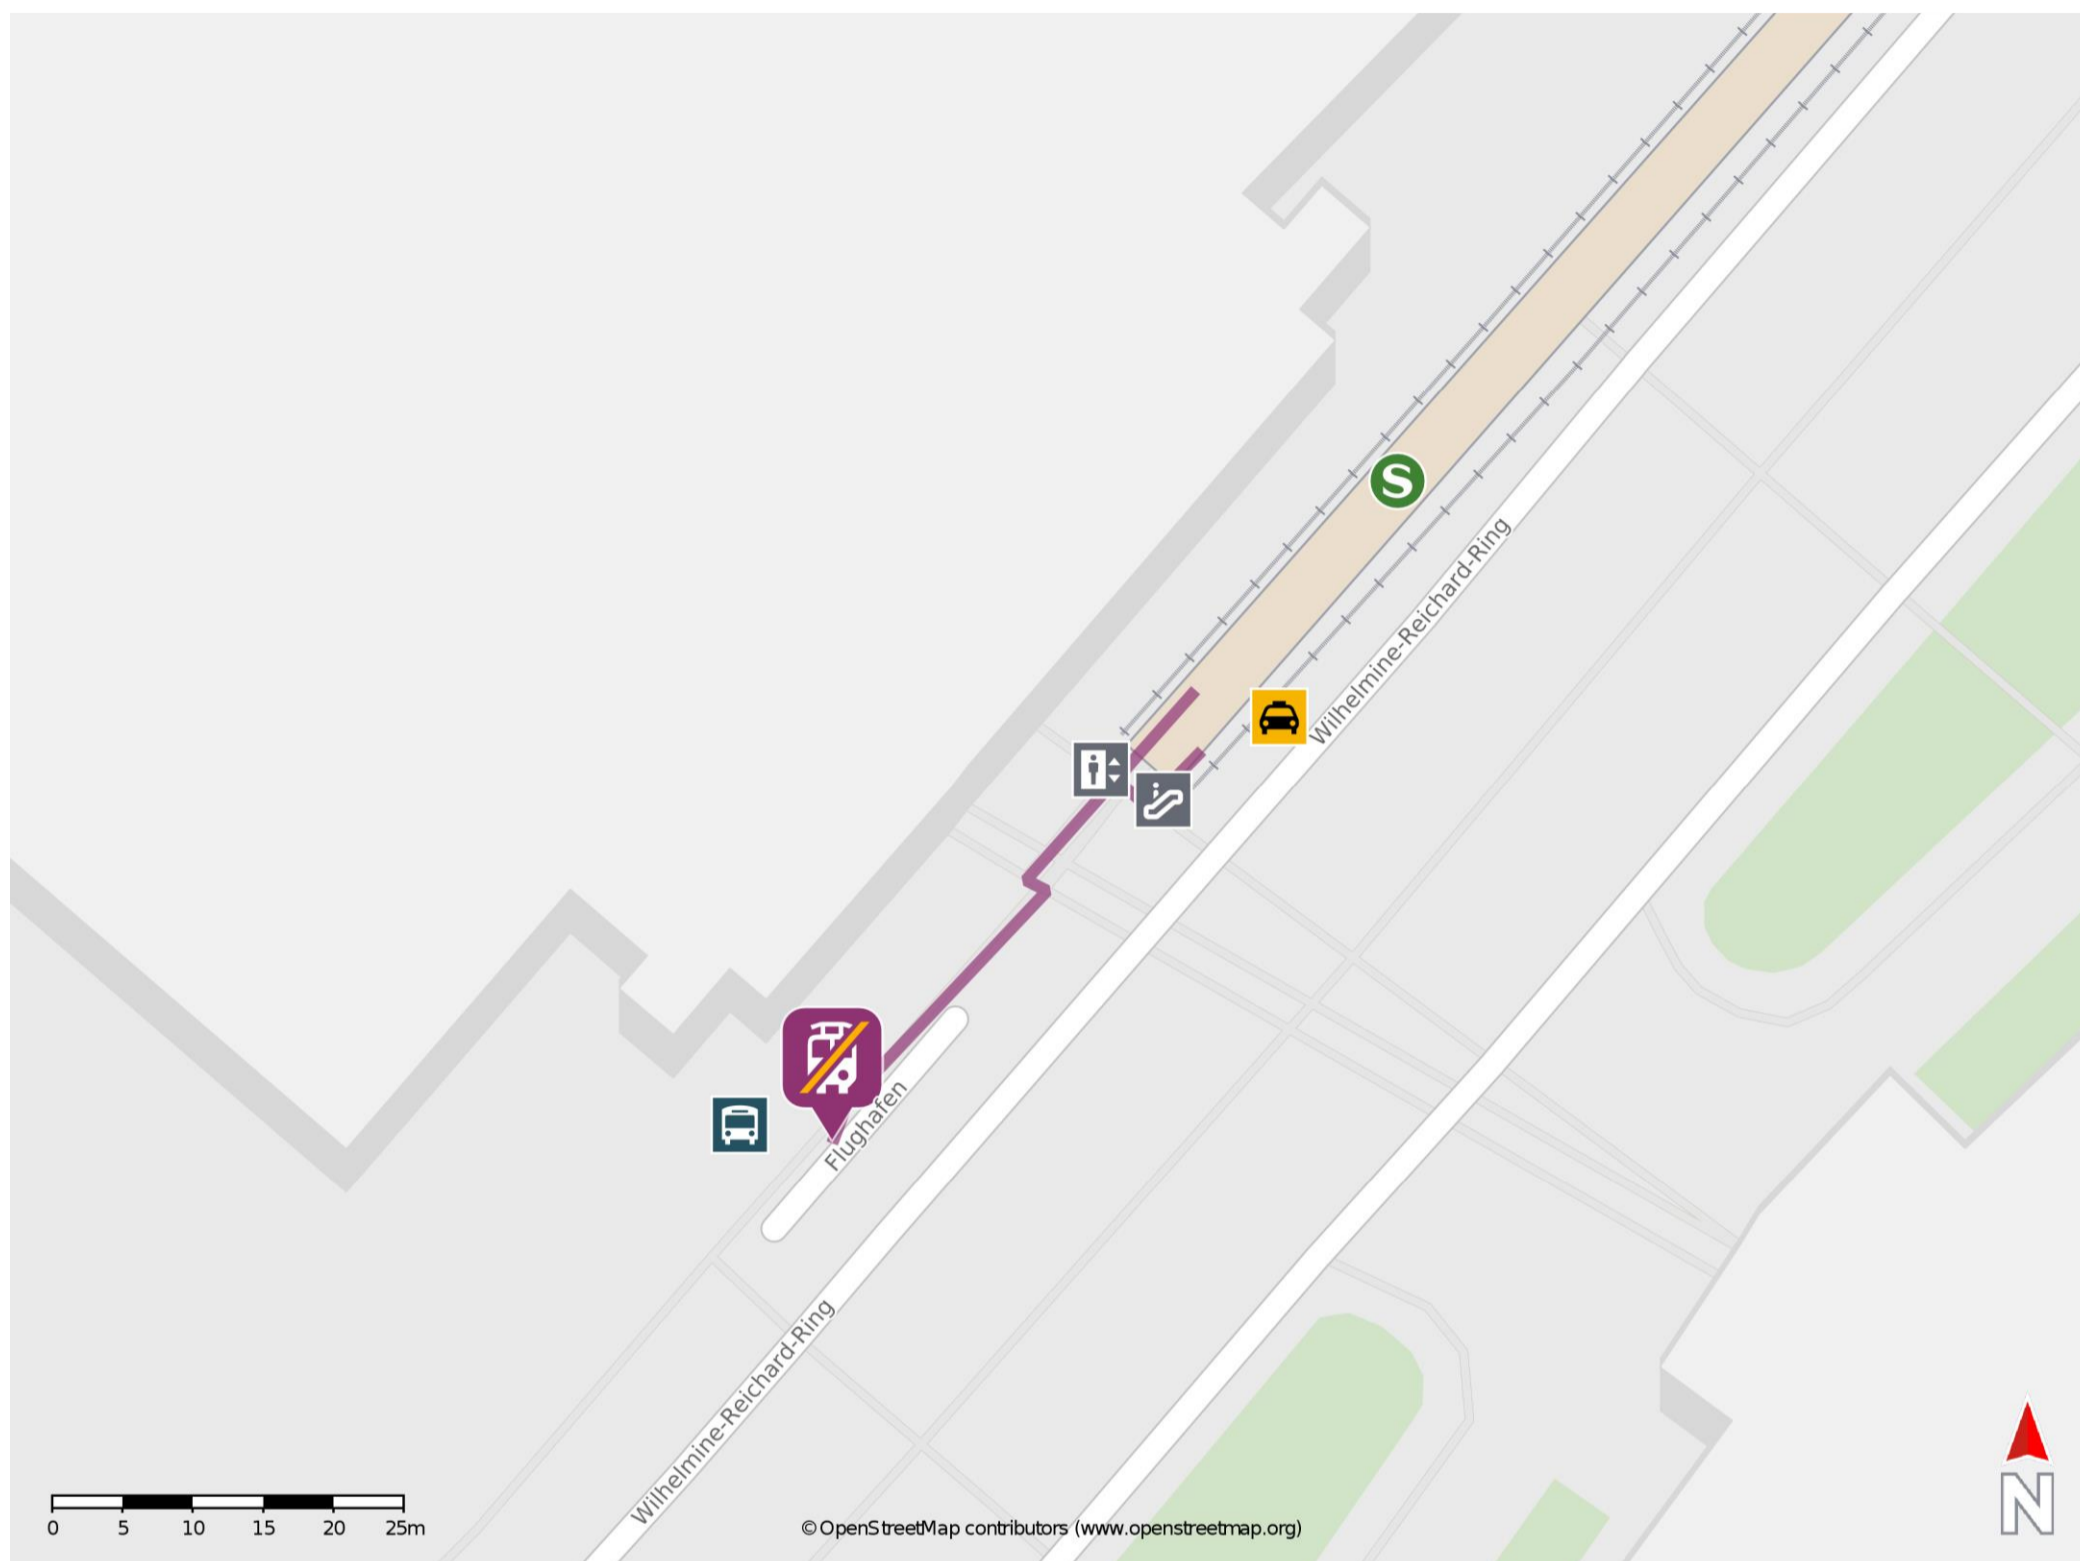 S
Wilhelmine-Reichard-Ring
Flughafen
Wilhelmine-Reichard-Ring
0 5 10 15 20 25m
© OpenStreetMap contributors (www.openstreetmap.org)
N